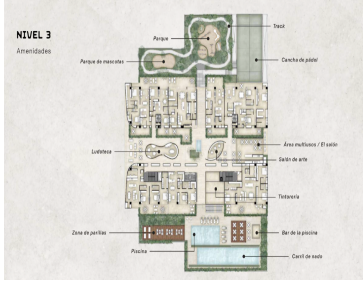 NIVEL 3
Amenidades
Track
Parque
Parque de mascotas
Cancha de pádel
Área multiusos / El salón
Ludoteca
Salón de arte
Tintorería
Zona de parillas
Bar de la piscina
Piscina
Carril de nado